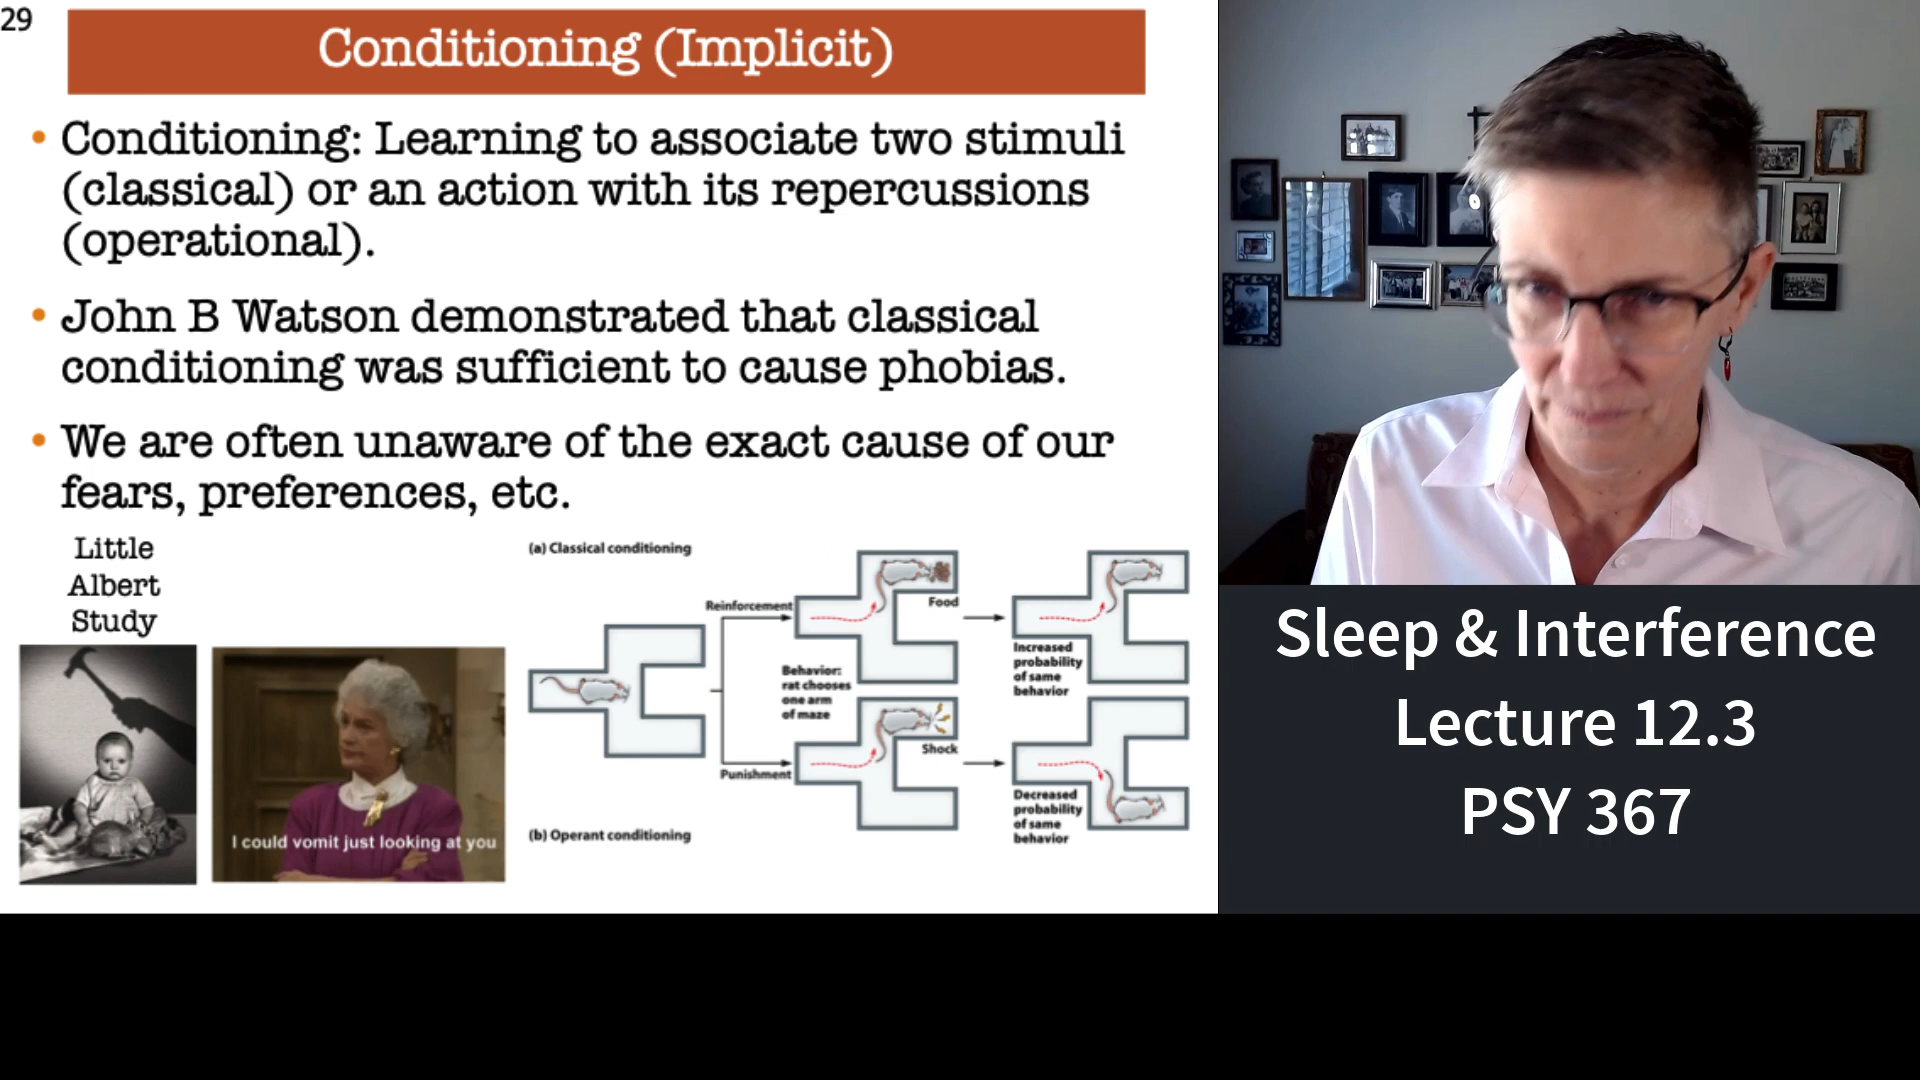 29
Conditioning (Implicit)
• Conditioning: Learning to associate two stimuli
(classical) or an action with its repercussions
(operational).
• John B Watson demonstrated that classical
conditioning was sufficient to cause phobias.
• We are often unaware of the exact cause of our
fears, preferences, etc.
Little
Albert
Study
I could vomit just looking at you
(a) Classical conditioning
Reinforcement
Food
Increased
probability
of same
behavior
Behavior:
rat chooses
one arm
of maze
Shock
Punishment
Decreased
probability
of same
behavior
(b) Operant conditioning
Sleep & Interference
Lecture 12.3
PSY 367